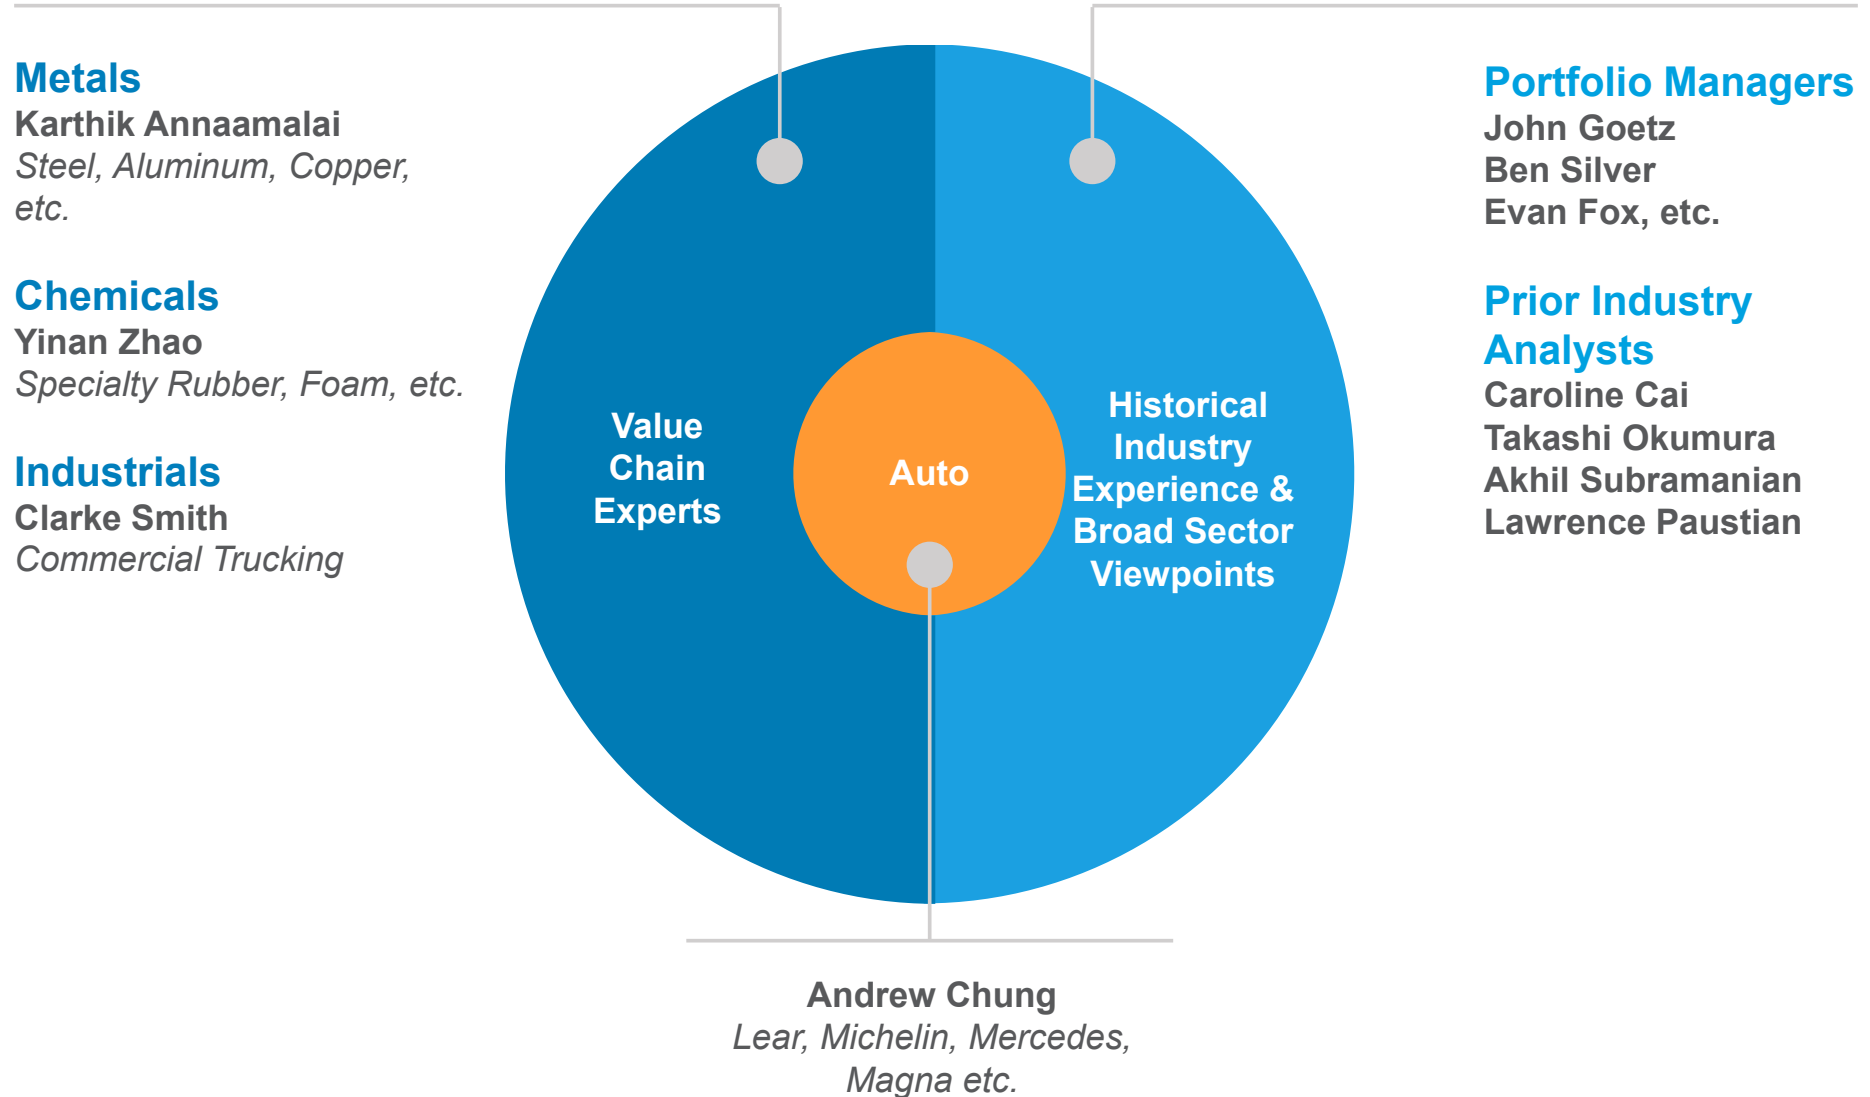 Metals
Karthik Annaamalai
Steel, Aluminum, Copper,
etc.
Chemicals
Yinan Zhao
Specialty Rubber, Foam, etc.
Industrials
Clarke Smith
Commercial Trucking
Value
Chain
Experts
Auto
Historical
Industry
Experience &
Broad Sector
Viewpoints
Portfolio Managers
John Goetz
Ben Silver
Evan Fox, etc.
Prior Industry
Analysts
Caroline Cai
Takashi Okumura
Akhil Subramanian
Lawrence Paustian
Andrew Chung
Lear, Michelin, Mercedes,
Magna etc.